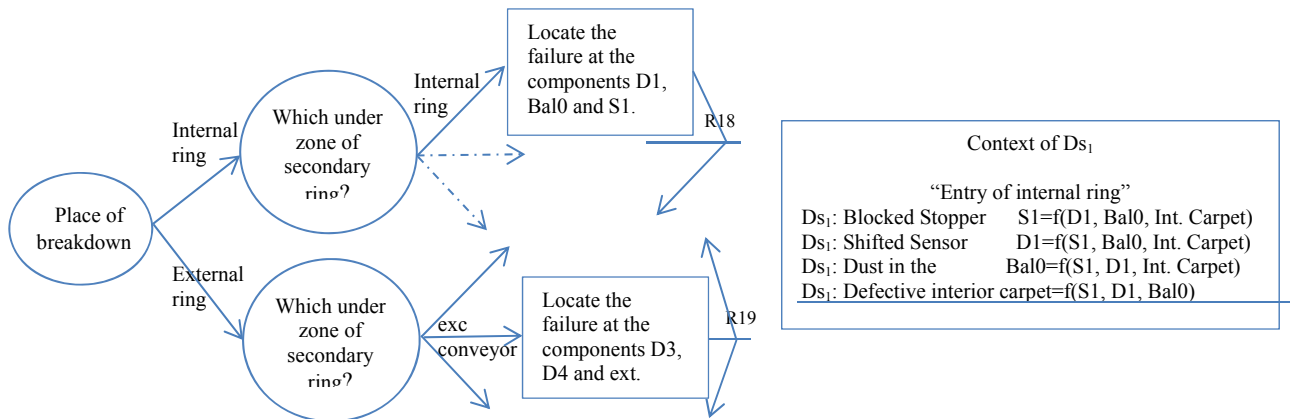 Place of
breakdown
Internal
ring
External
ring
Which under
zone of
secondary
ring?
Internal
ring
Locate the
failure at the
components D1,
Bal0 and S1.
R18
Which under
zone of
secondary
ring?
exc
conveyor
Locate the
failure at the
components D3,
D4 and ext.
R19
Context of Ds1
“Entry of internal ring”
Ds1: Blocked Stopper S1=f(D1, Bal0, Int. Carpet)
Ds1: Shifted Sensor D1=f(S1, Bal0, Int. Carpet)
Ds1: Dust in the Bal0=f(S1, D1, Int. Carpet)
Ds1: Defective interior carpet=f(S1, D1, Bal0)